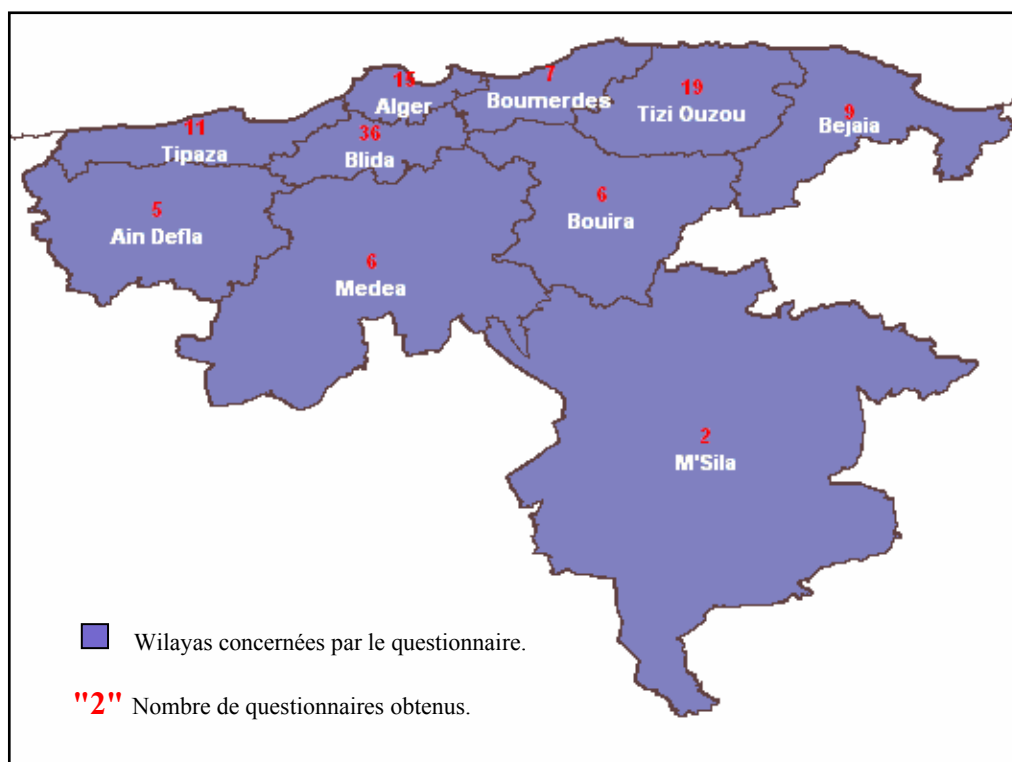 15
Alger
7
Boumerdes
19
Tizi Ouzou
9
Bejaia
11
Tipaza
36
Blida
5
Ain Defla
6
Bouira
6
Medea
2
M'Sila
Wilayas concernées par le questionnaire.
"2" Nombre de questionnaires obtenus.